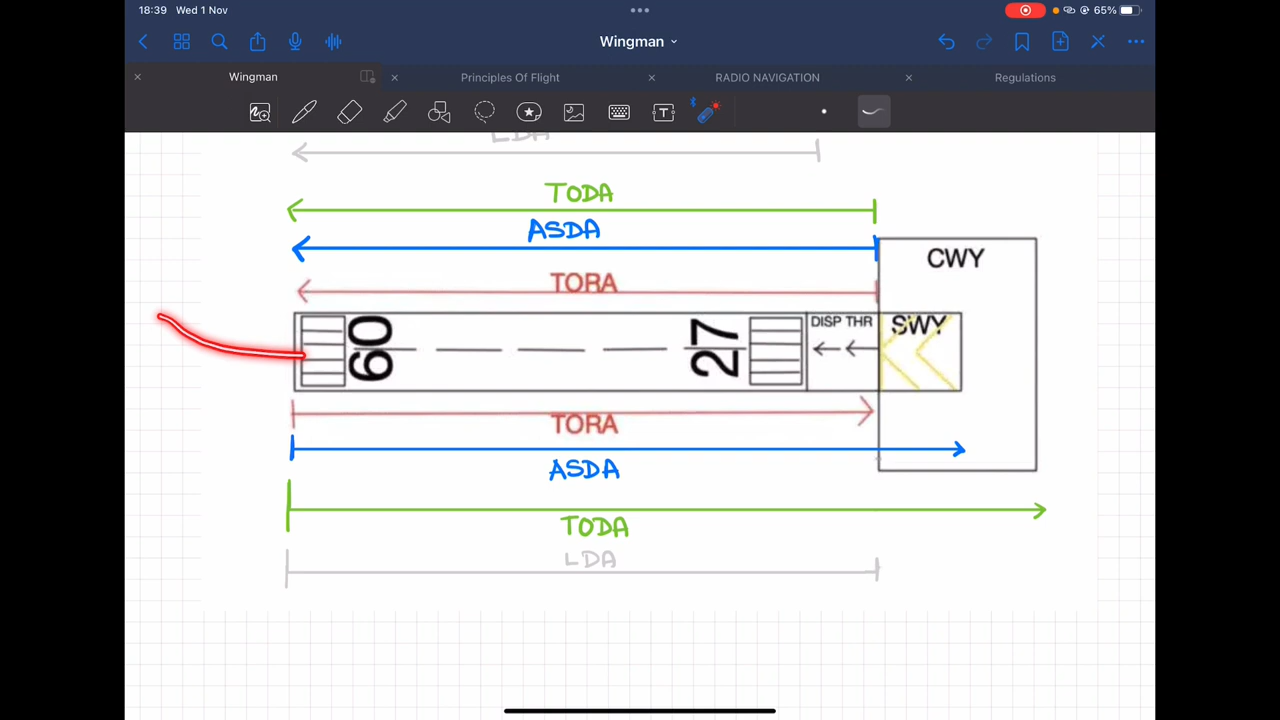 18:39 Wed 1 Nov
65%
Wingman
Wingman
Principles Of Flight
RADIO NAVIGATION
Regulations
T
LDA
TODA
ASDA
TORA
CWY
09
27
DISP THR
SWY
TORA
ASDA
TODA
LDA